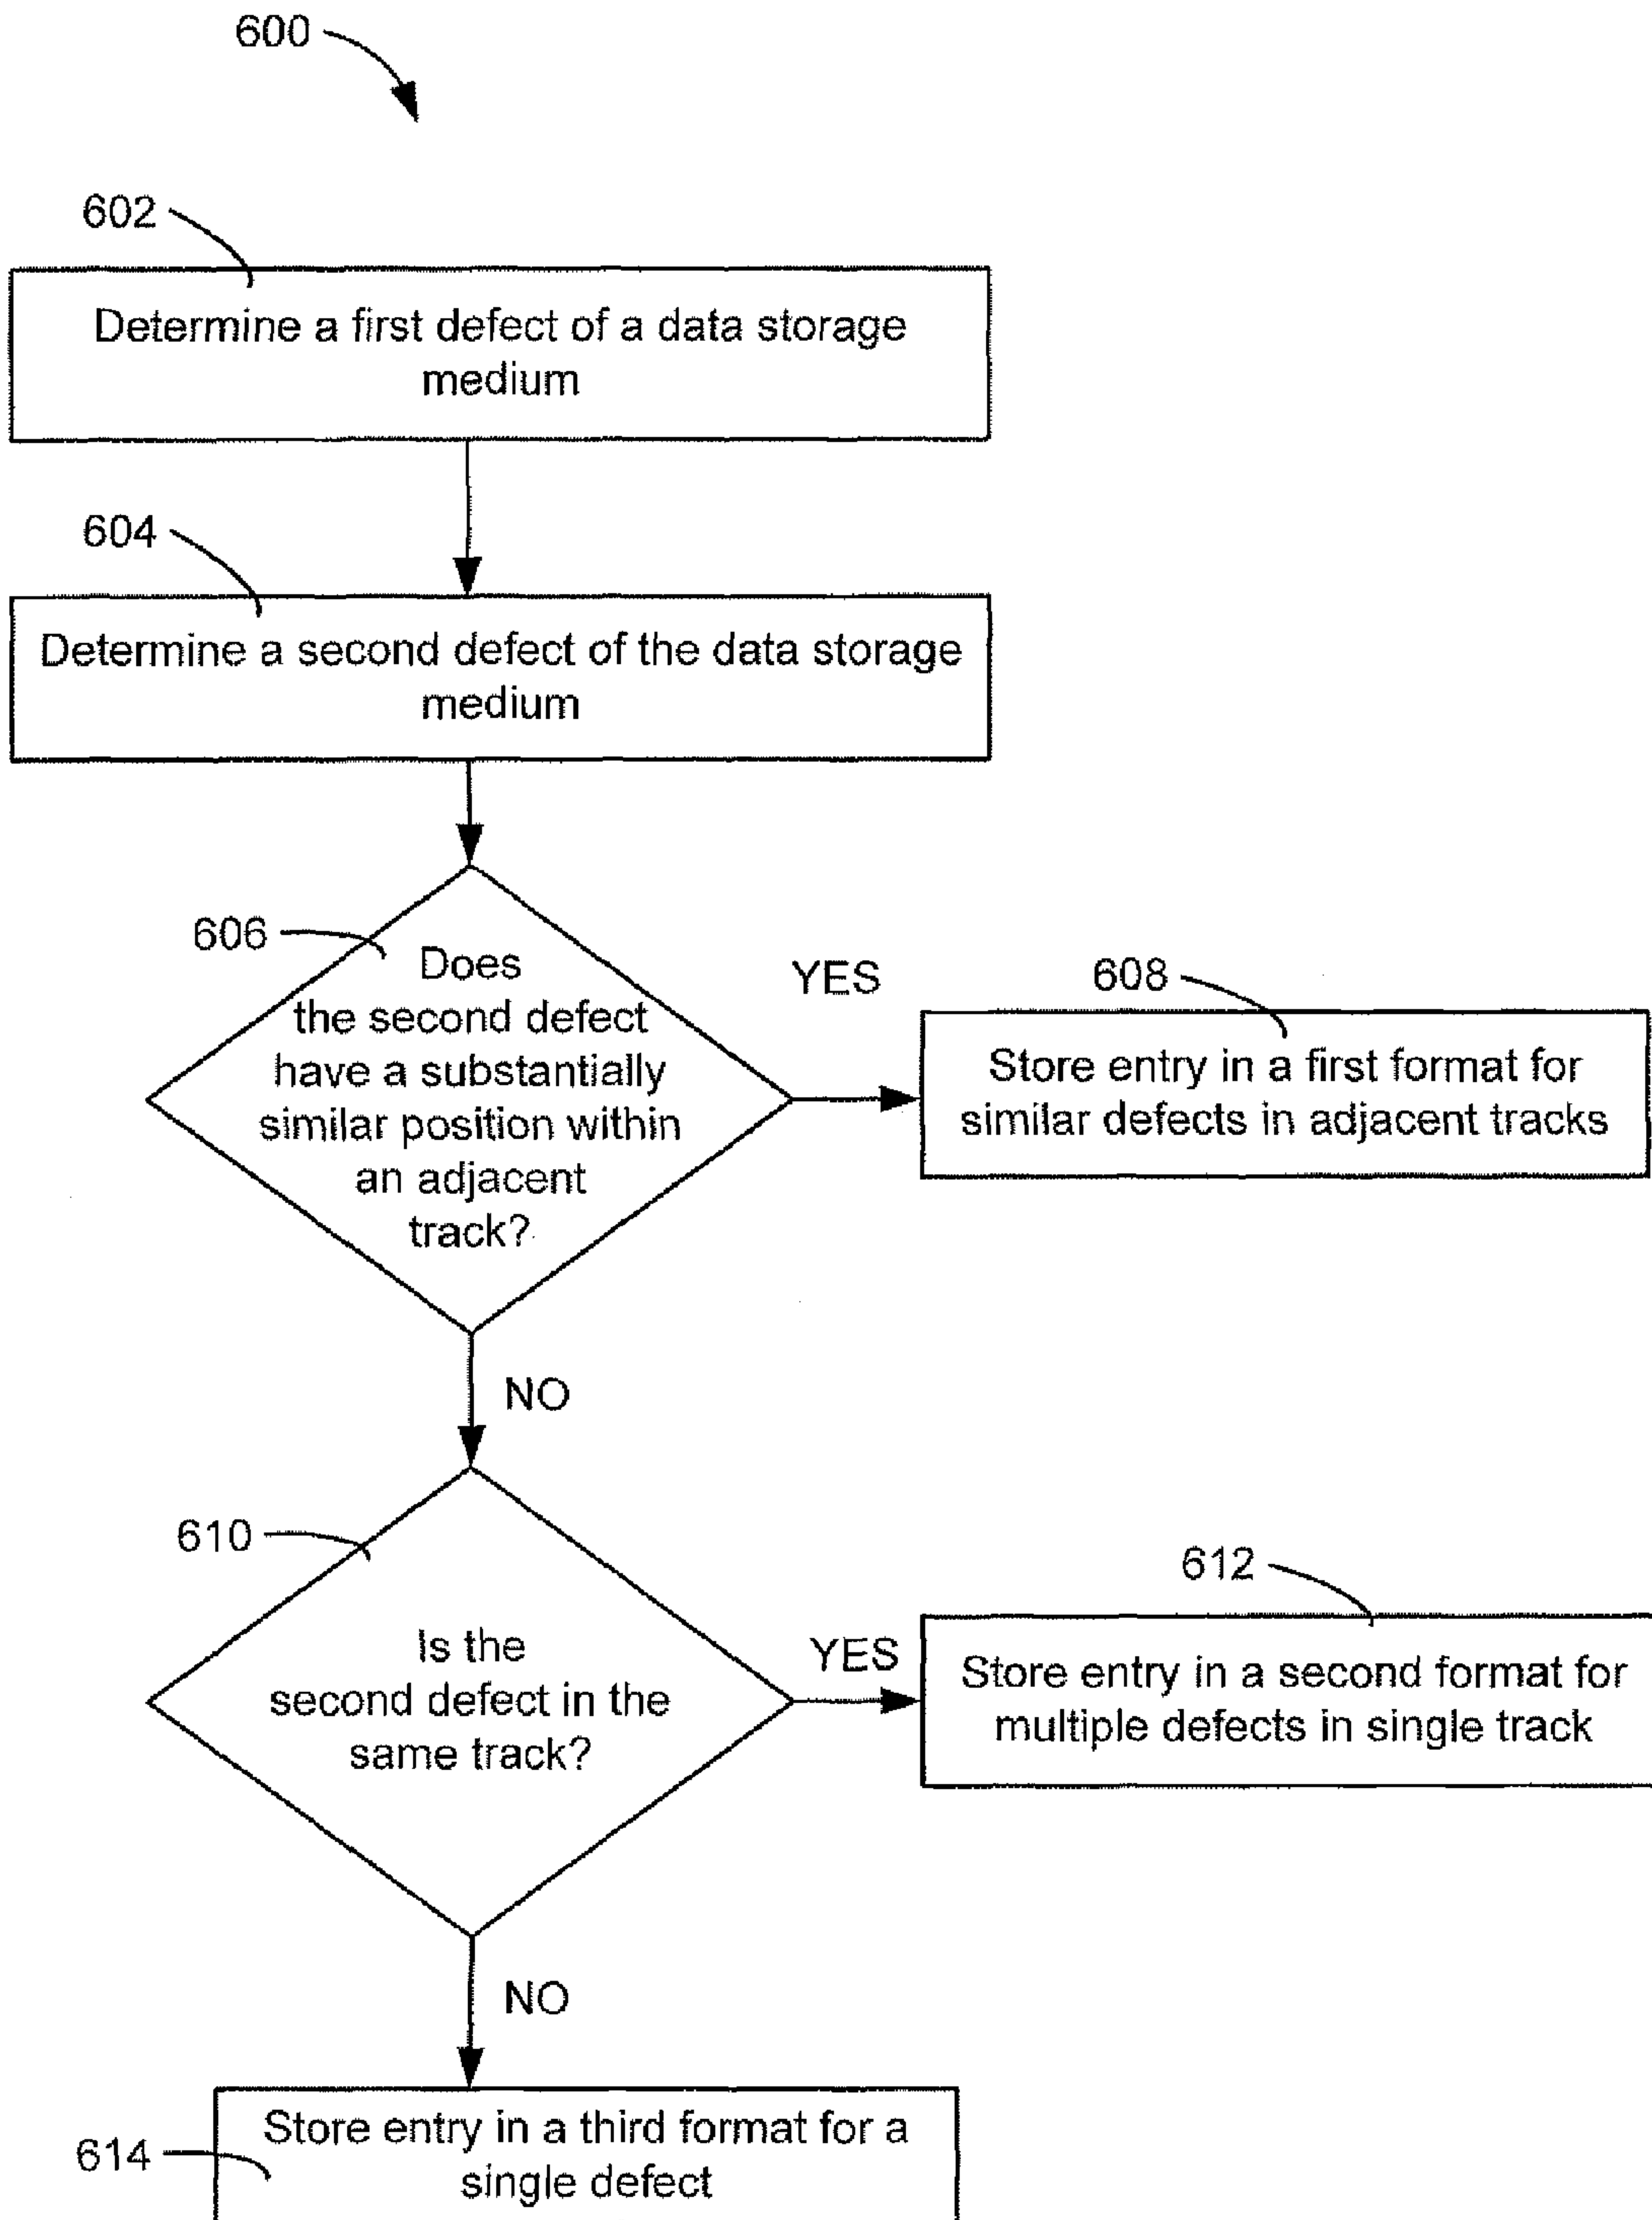 600
602
Determine a first defect of a data storage
medium
604
Determine a second defect of the data storage
medium
606
Does
the second defect
have a substantially
similar position within
an adjacent
track?
YES
608
Store entry in a first format for
similar defects in adjacent tracks
NO
610
Is the
second defect in the
same track?
YES
612
Store entry in a second format for
multiple defects in single track
NO
614
Store entry in a third format for a
single defect